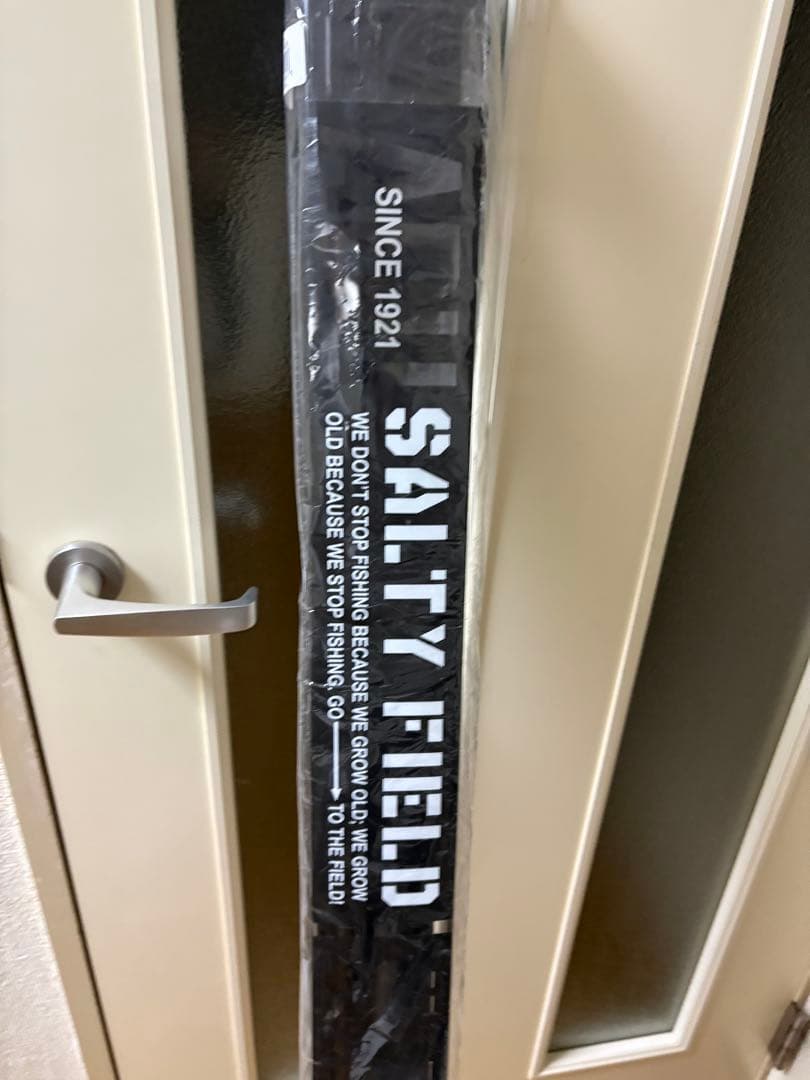 SINCE 1921
SALTY FIELD
WE DON'T STOP FISHING BECAUSE WE GROW OLD; WE GROW
OLD BECAUSE WE STOP FISHING. GO → TO THE FIELD!